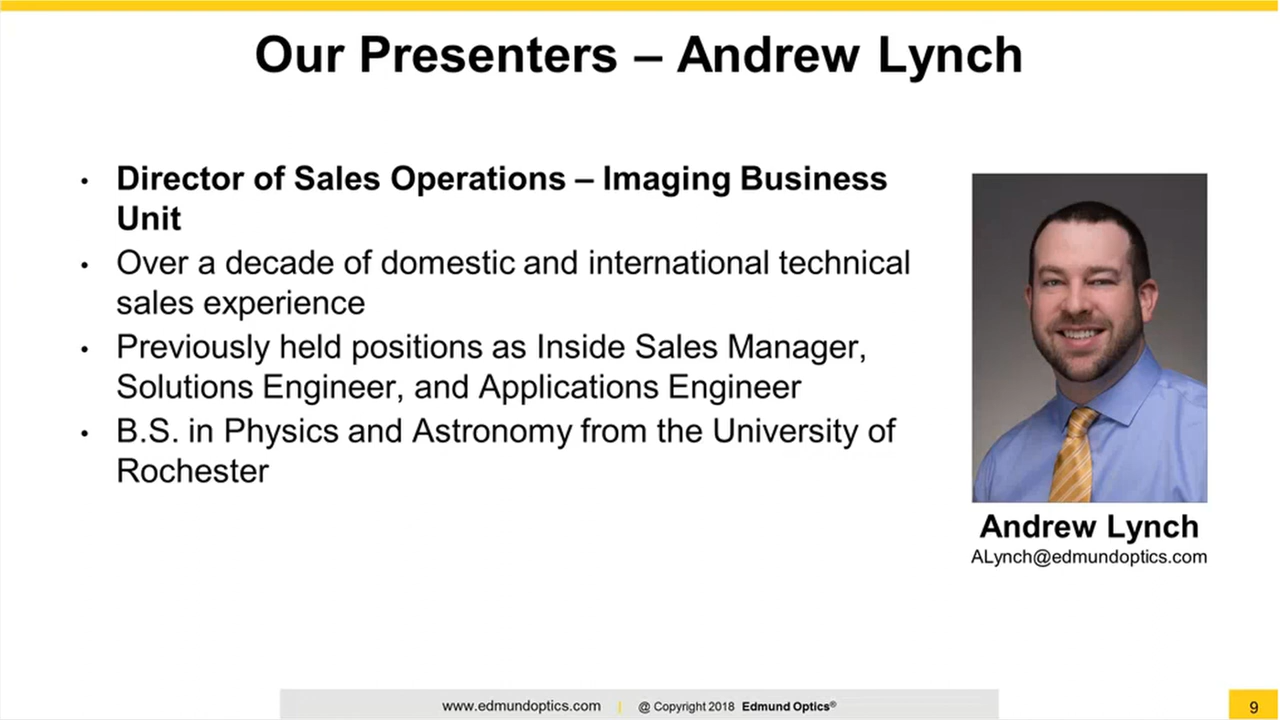 Our Presenters – Andrew Lynch
• Director of Sales Operations – Imaging Business
Unit
• Over a decade of domestic and international technical
sales experience
• Previously held positions as Inside Sales Manager,
Solutions Engineer, and Applications Engineer
• B.S. in Physics and Astronomy from the University of
Rochester
Andrew Lynch
ALynch@edmundoptics.com
www.edmundoptics.com | @ Copyright 2018 Edmund Optics®
9